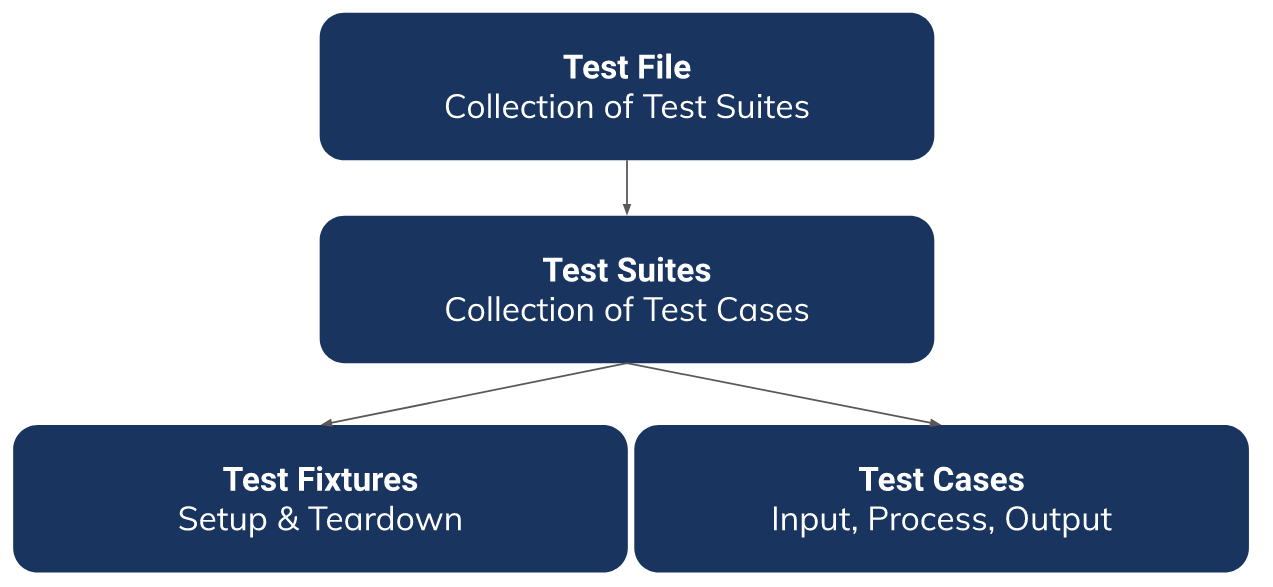 Test File
Collection of Test Suites
Test Suites
Collection of Test Cases
Test Fixtures
Setup & Teardown
Test Cases
Input, Process, Output